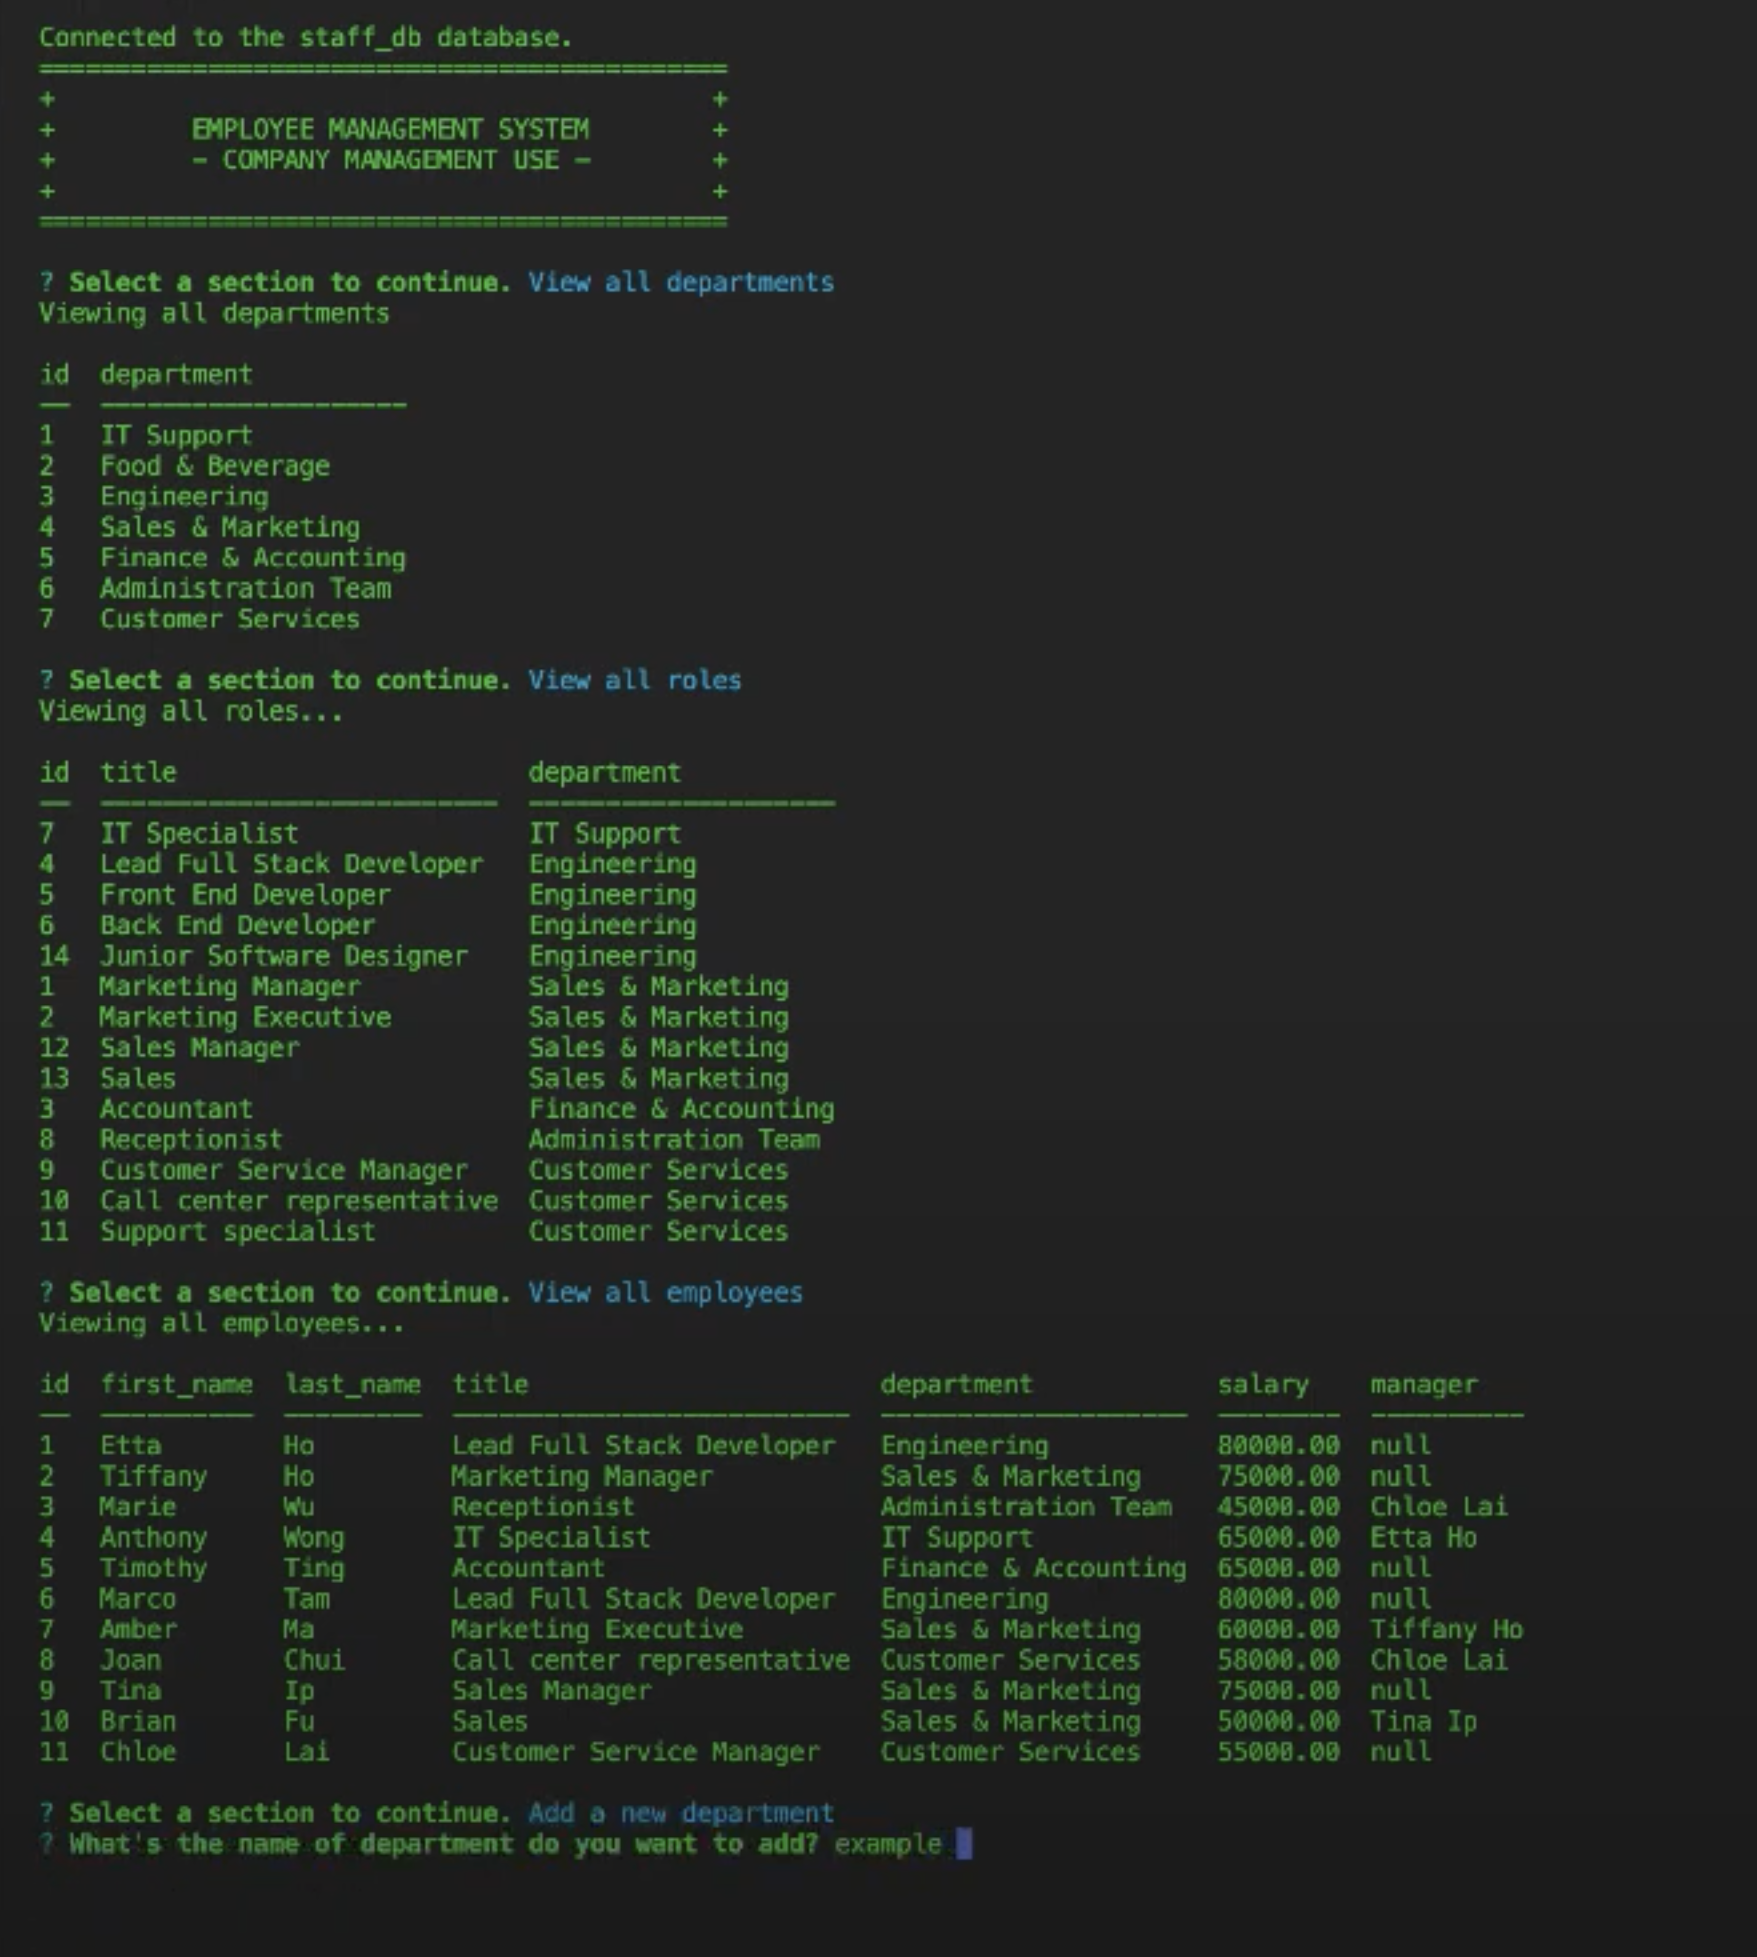 Connected to the staff_db database.
=============================================
+                                           +
+         EMPLOYEE MANAGEMENT SYSTEM        +
+         - COMPANY MANAGEMENT USE -        +
+                                           +
=============================================
? Select a section to continue. View all departments
Viewing all departments
id  department
--  --------------------
1   IT Support
2   Food & Beverage
3   Engineering
4   Sales & Marketing
5   Finance & Accounting
6   Administration Team
7   Customer Services
? Select a section to continue. View all roles
Viewing all roles...
id  title                       department
--  --------------------------  --------------------
7   IT Specialist               IT Support
4   Lead Full Stack Developer   Engineering
5   Front End Developer         Engineering
6   Back End Developer          Engineering
14  Junior Software Designer    Engineering
1   Marketing Manager           Sales & Marketing
2   Marketing Executive         Sales & Marketing
12  Sales Manager               Sales & Marketing
13  Sales                       Sales & Marketing
3   Accountant                  Finance & Accounting
8   Receptionist                Administration Team
9   Customer Service Manager    Customer Services
10  Call center representative  Customer Services
11  Support specialist          Customer Services
? Select a section to continue. View all employees
Viewing all employees...
id  first_name  last_name  title                       department            salary    manager
--  ----------  ---------  --------------------------  --------------------  --------  ----------
1   Etta        Ho         Lead Full Stack Developer   Engineering           80000.00  null
2   Tiffany     Ho         Marketing Manager           Sales & Marketing     75000.00  null
3   Marie       Wu         Receptionist                Administration Team   45000.00  Chloe Lai
4   Anthony     Wong       IT Specialist               IT Support            65000.00  Etta Ho
5   Timothy     Ting       Accountant                  Finance & Accounting  65000.00  null
6   Marco       Tam        Lead Full Stack Developer   Engineering           80000.00  null
7   Amber       Ma         Marketing Executive         Sales & Marketing     60000.00  Tiffany Ho
8   Joan        Chui       Call center representative  Customer Services     58000.00  Chloe Lai
9   Tina        Ip         Sales Manager               Sales & Marketing     75000.00  null
10  Brian       Fu         Sales                       Sales & Marketing     50000.00  Tina Ip
11  Chloe       Lai        Customer Service Manager    Customer Services     55000.00  null
? Select a section to continue. Add a new department
? What's the name of department do you want to add? example